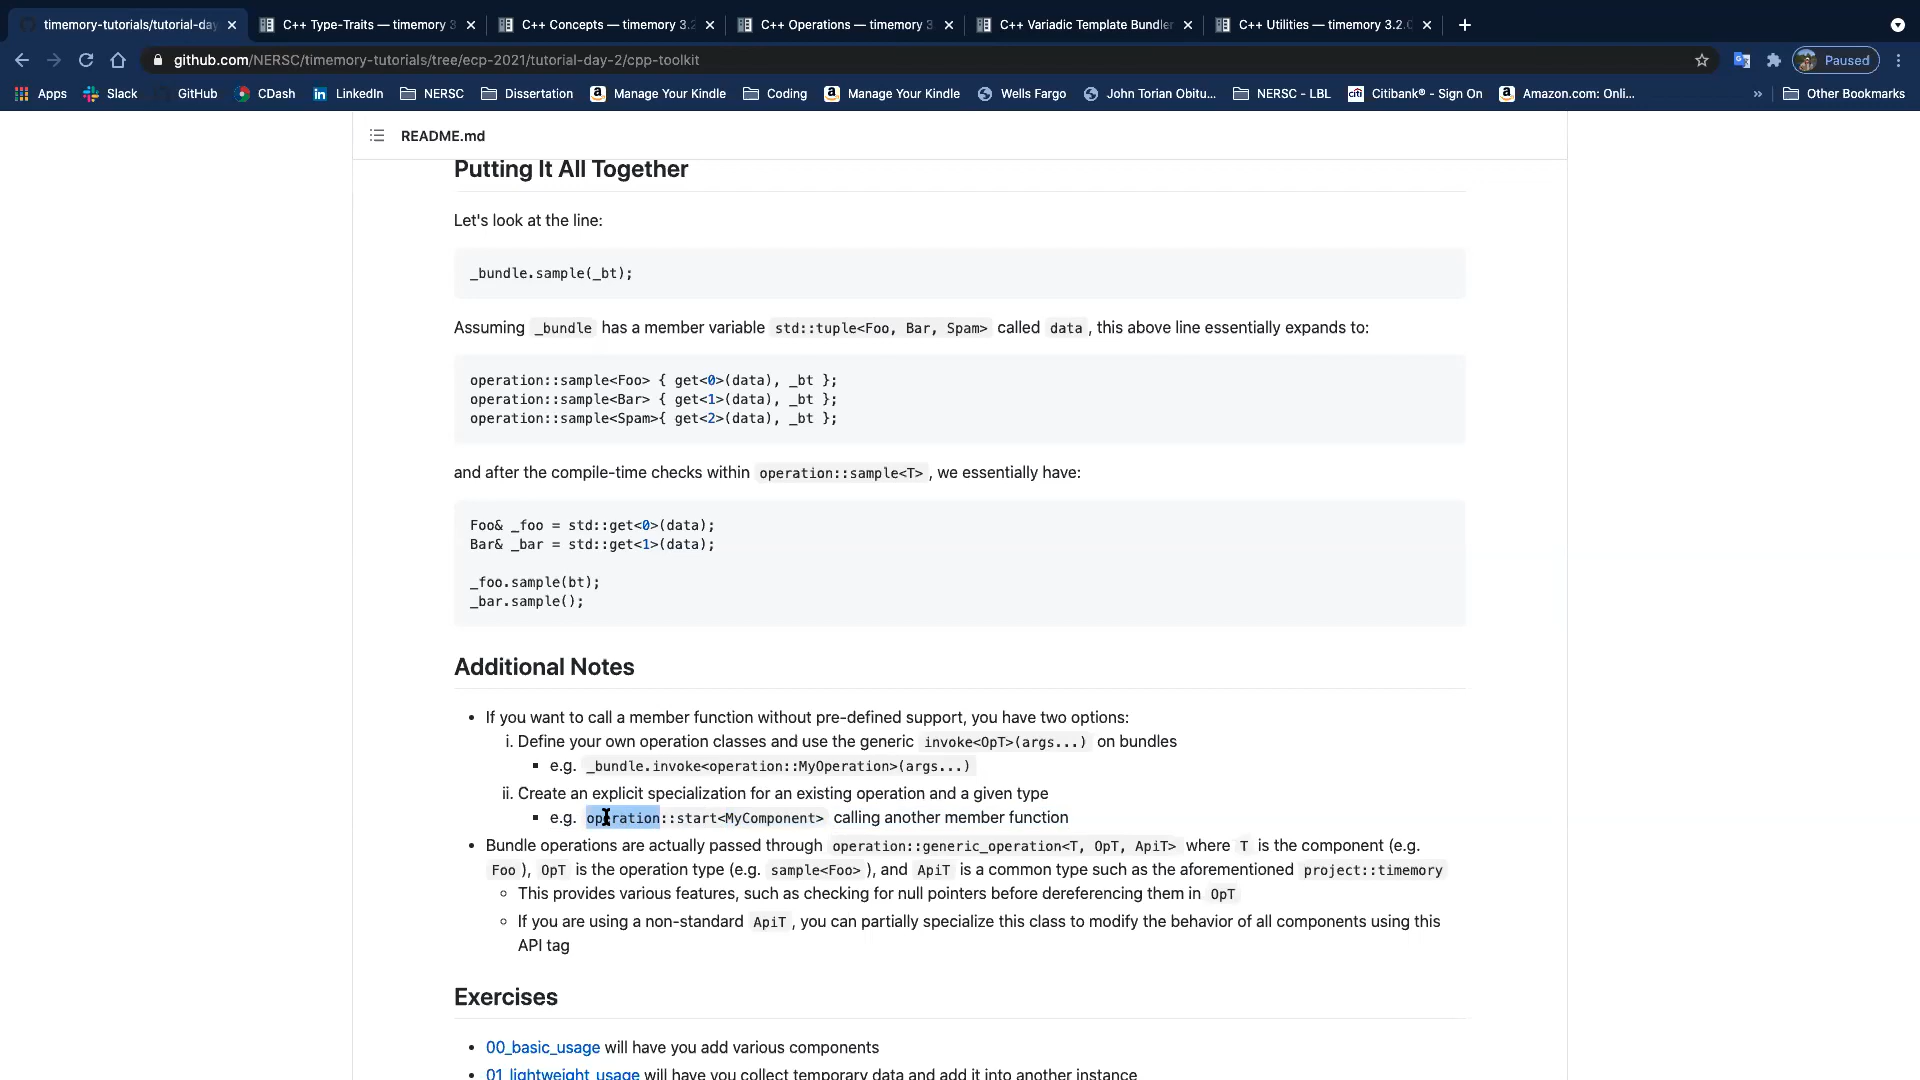 timemory-tutorials/tutorial-day
C++ Type-Traits — timemory 3
C++ Concepts — timemory 3.2
C++ Operations — timemory 3
C++ Variadic Template Bundler
C++ Utilities — timemory 3.2.0
github.com/NERSC/timemory-tutorials/tree/ecp-2021/tutorial-day-2/cpp-toolkit
Paused
Apps
Slack
GitHub
CDash
LinkedIn
NERSC
Dissertation
Manage Your Kindle
Coding
Manage Your Kindle
Wells Fargo
John Torian Obitu...
NERSC - LBL
Citibank® - Sign On
Amazon.com: Onli...
»
Other Bookmarks
README.md
Putting It All Together
Let's look at the line:
_bundle.sample(_bt);
Assuming _bundle has a member variable std::tuple<Foo, Bar, Spam> called data , this above line essentially expands to:
operation::sample<Foo> { get<0>(data), _bt };
operation::sample<Bar> { get<1>(data), _bt };
operation::sample<Spam>{ get<2>(data), _bt };
and after the compile-time checks within operation::sample<T> , we essentially have:
Foo& _foo = std::get<0>(data);
Bar& _bar = std::get<1>(data);
_foo.sample(bt);
_bar.sample();
Additional Notes
• If you want to call a member function without pre-defined support, you have two options:
i. Define your own operation classes and use the generic invoke<OpT>(args...) on bundles
▪ e.g. _bundle.invoke<operation::MyOperation>(args...)
ii. Create an explicit specialization for an existing operation and a given type
▪ e.g. operation::start<MyComponent> calling another member function
• Bundle operations are actually passed through operation::generic_operation<T, OpT, ApiT> where T is the component (e.g.
Foo ), OpT is the operation type (e.g. sample<Foo> ), and ApiT is a common type such as the aforementioned project::timemory
○ This provides various features, such as checking for null pointers before dereferencing them in OpT
○ If you are using a non-standard ApiT , you can partially specialize this class to modify the behavior of all components using this
API tag
Exercises
• 00_basic_usage will have you add various components
• 01_lightweight_usage will have you collect temporary data and add it into another instance